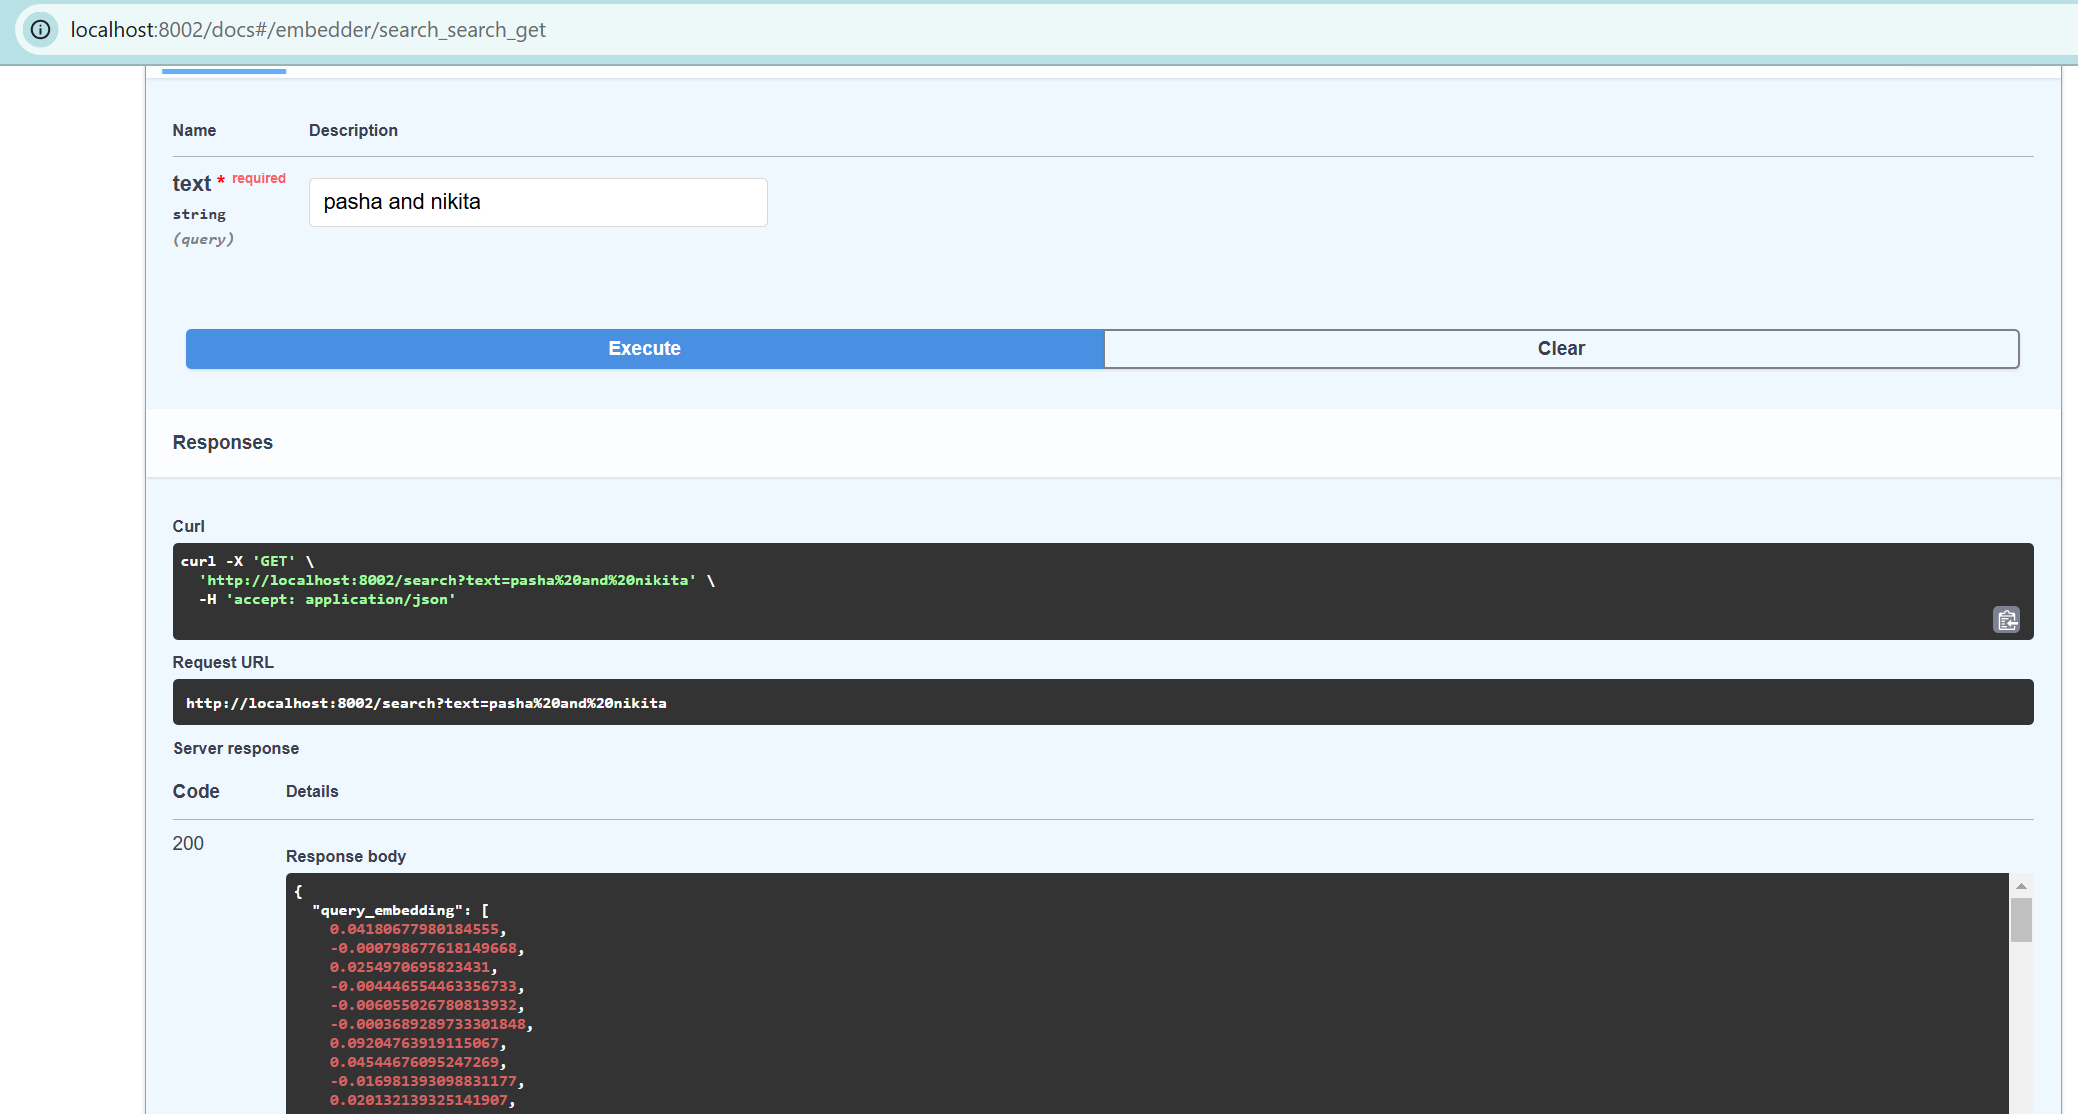 localhost:8002/docs#/embedder/search_search_get
Name Description
text * required
string
(query)
pasha and nikita
Execute Clear
Responses
Curl
curl -X 'GET' \
'http://localhost:8002/search?text=pasha%20and%20nikita' \
-H 'accept: application/json'
Request URL
http://localhost:8002/search?text=pasha%20and%20nikita
Server response
Code Details
200
Response body
{
"query_embedding": [
0.04180677980184555,
-0.000798677618149668,
0.0254970695823431,
-0.004446554463356733,
-0.006055026780813932,
-0.0003689289733301848,
0.09204763919115067,
0.04544676095247269,
-0.016981393098831177,
0.020132139325141907,